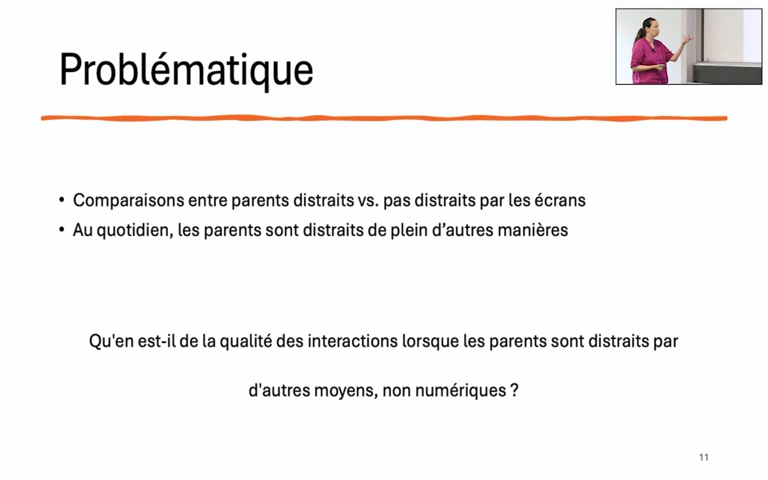 Problématique
• Comparaisons entre parents distraits vs. pas distraits par les écrans
• Au quotidien, les parents sont distraits de plein d’autres manières
Qu'en est-il de la qualité des interactions lorsque les parents sont distraits par
d'autres moyens, non numériques ?
11